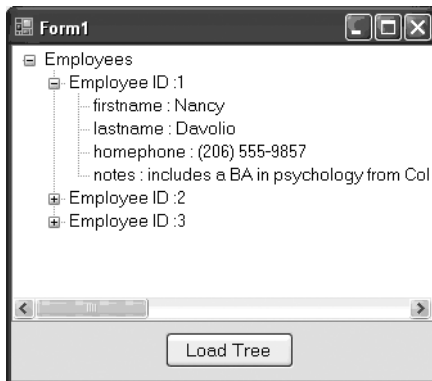 Form1
Employees
Employee ID :1
firstname : Nancy
lastname : Davolio
homephone : (206) 555-9857
notes : includes a BA in psychology from Col
Employee ID :2
Employee ID :3
Load Tree